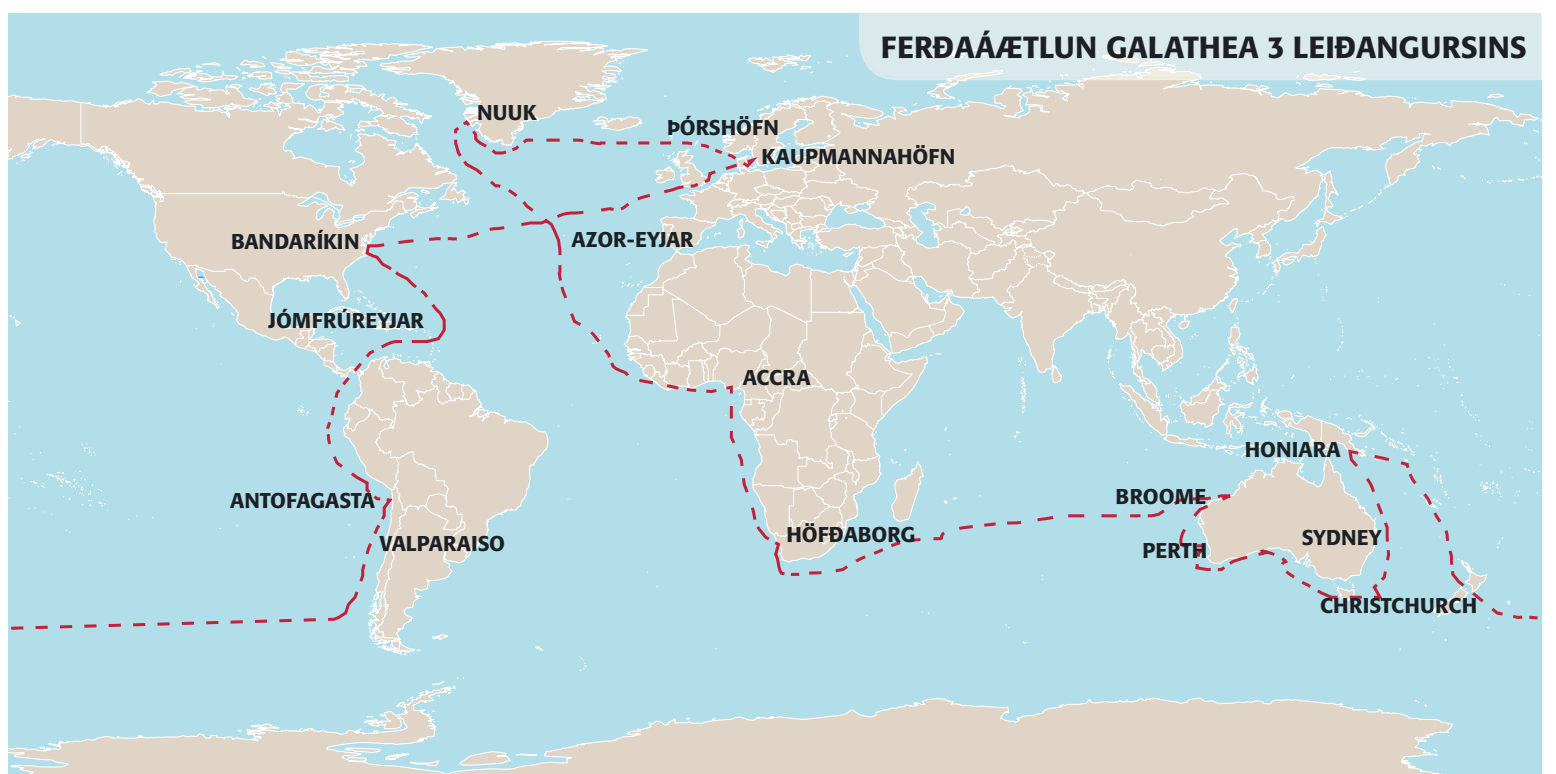 FERÐAÁÆTLUN GALATHEA 3 LEIÐANGURSINS
NUUK
ÞÓRSHÖFN
KAUPMANNAHÖFN
BANDARÍKIN
AZOR-EYJAR
JÓMFRÚREYJAR
ACCRA
HONIARA
ANTOFAGASTA
BROOME
HÖFÐABORG
SYDNEY
VALPARAISO
PERTH
CHRISTCHURCH